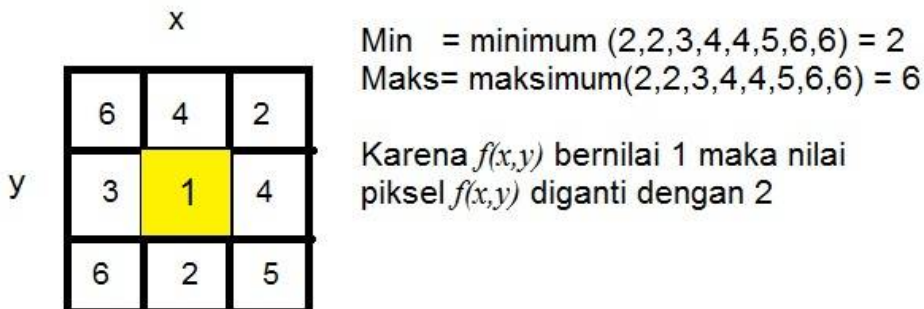 x
Min = minimum (2,2,3,4,4,5,6,6) = 2
Maks= maksimum(2,2,3,4,4,5,6,6) = 6
6 4 2
Karena f(x,y) bernilai 1 maka nilai
y 3 1 4
piksel f(x,y) diganti dengan 2
6 2 5